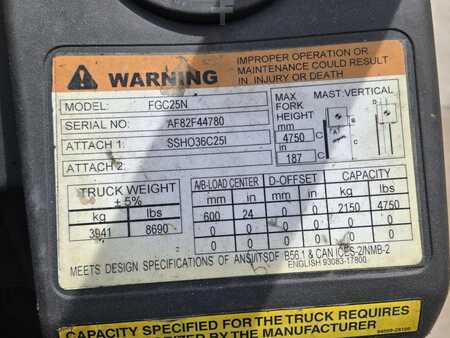 WARNING
IMPROPER OPERATION OR
MAINTENANCE COULD RESULT
IN INJURY OR DEATH
MODEL: FGC25N
SERIAL NO: AF82F44780
ATTACH 1: SSHO36C25I
ATTACH 2:
MAX
FORK
HEIGHT
mm
4750
in
187
MAST:VERTICAL
TRUCK WEIGHT
± 5%
kg lbs
3941 8690
A/B-LOAD CENTER D-OFFSET CAPACITY
mm in mm in kg lbs
600 24 0 0 2150 4750
0 0 0 0 0 0
0 0 0 0 0 0
MEETS DESIGN SPECIFICATIONS OF ANSI/ITSDF B56.1 & CAN ICES-2/NMB-2
ENGLISH 93083-17800
CAPACITY SPECIFIED FOR THE TRUCK REQUIRES
VIDED BY THE MANUFACTURER